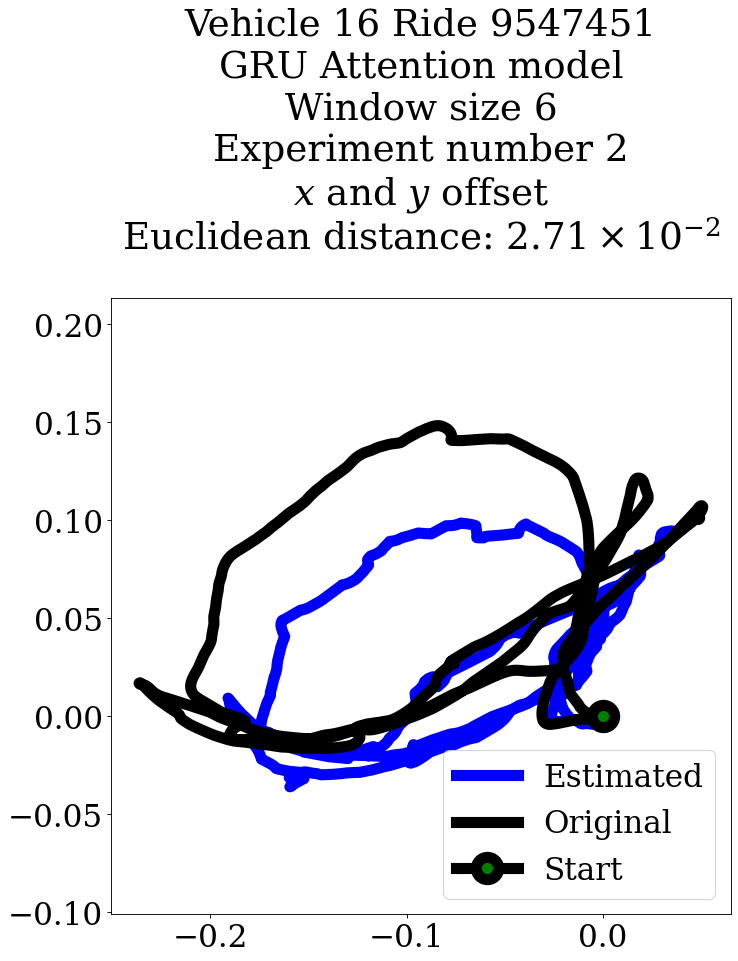 Vehicle 16 Ride 9547451
GRU Attention model
Window size 6
Experiment number 2
x and y offset
Euclidean distance: 2.71 × 10⁻²
0.20
0.15
0.10
0.05
0.00
−0.05
−0.10
Estimated
Original
Start
−0.2
−0.1
0.0